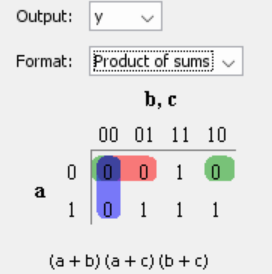 Output: y
Format: Product of sums
b, c
00 01 11 10
0 0 0 1 0
a
1 0 1 1 1
(a + b) (a + c) (b + c)